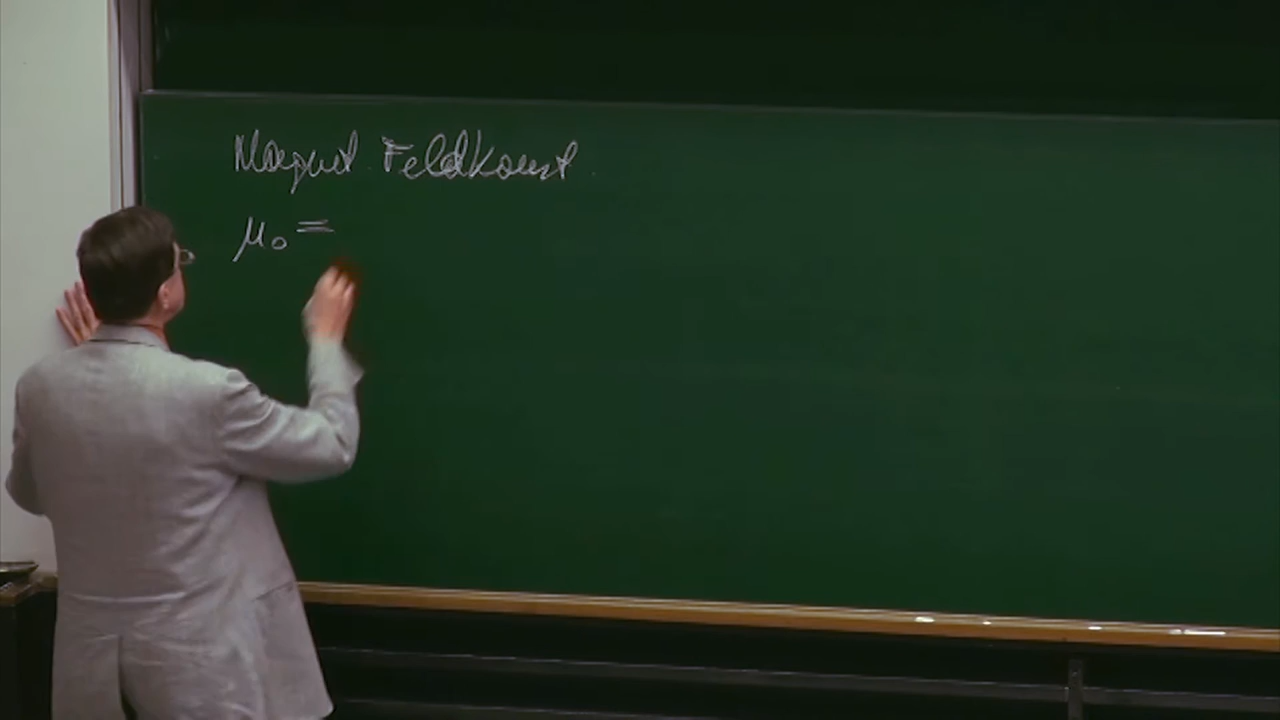 Magnet. Feldkonst.
μ₀ =